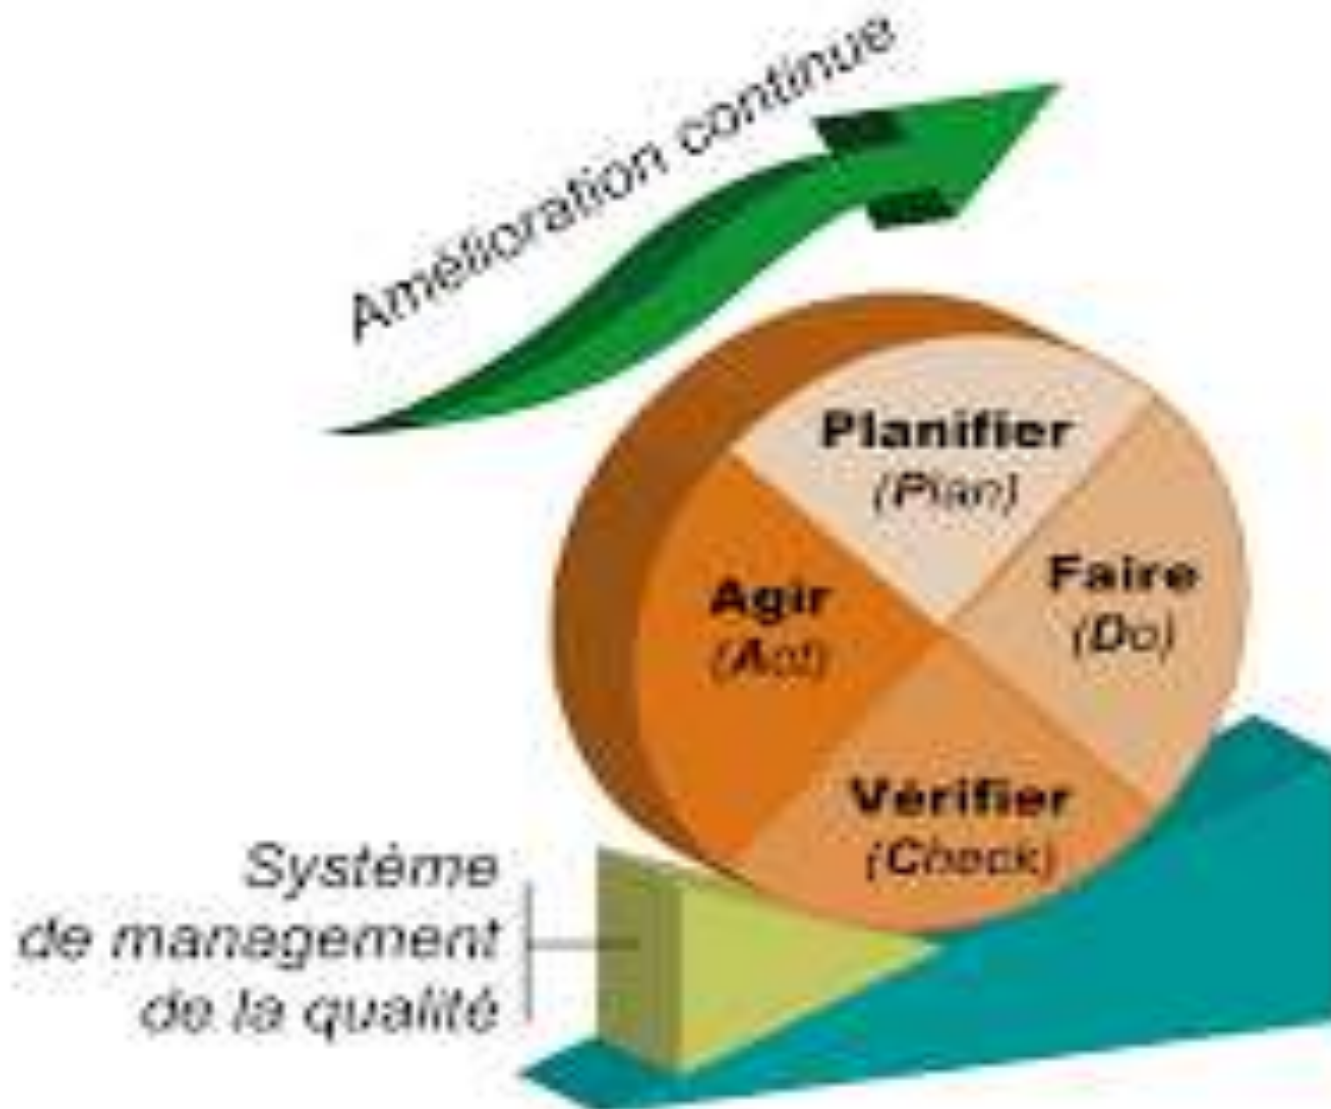 Amélioration continue
Planifier
(Plan)
Faire
(Do)
Agir
(Act)
Vérifier
(Check)
Système
de management
de la qualité